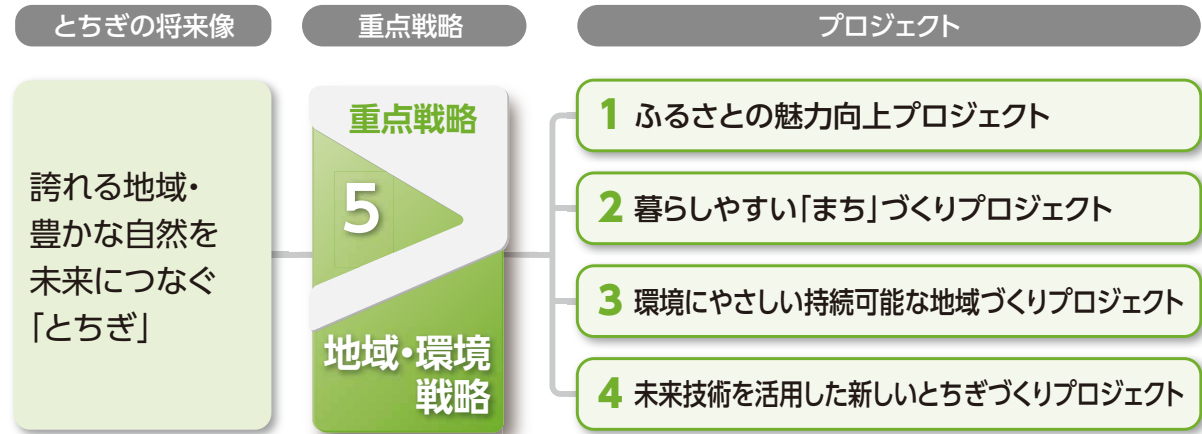 とちぎの将来像
重点戦略
プロジェクト
誇れる地域・
豊かな自然を
未来につなぐ
「とちぎ」
重点戦略
5
地域・環境
戦略
1 ふるさとの魅力向上プロジェクト
2 暮らしやすい「まち」づくりプロジェクト
3 環境にやさしい持続可能な地域づくりプロジェクト
4 未来技術を活用した新しいとちぎづくりプロジェクト